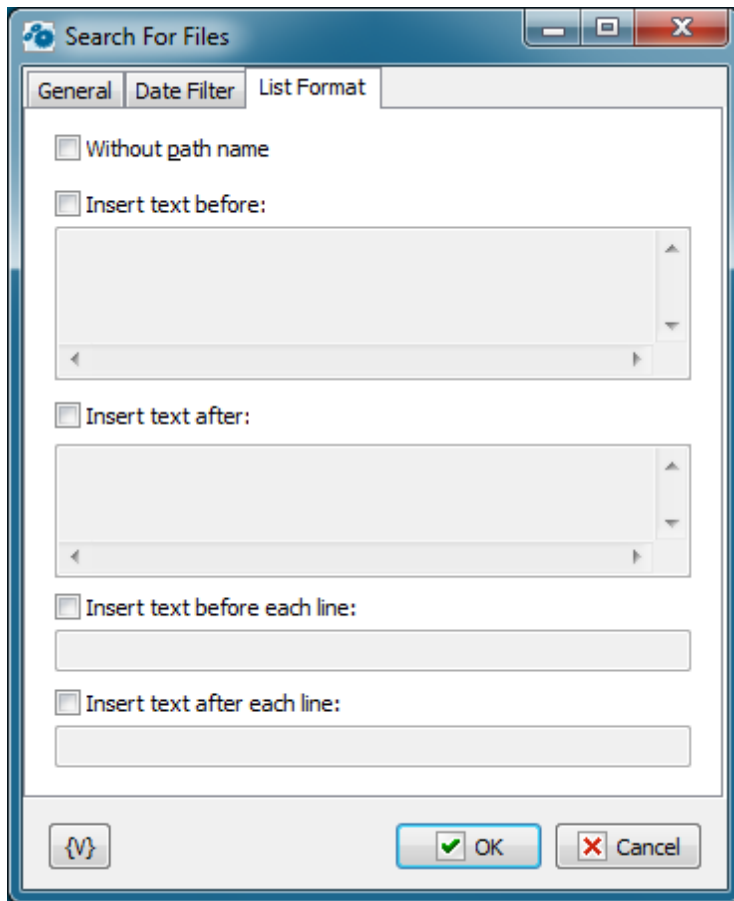 Search For Files
General Date Filter List Format
Without path name
Insert text before:
Insert text after:
Insert text before each line:
Insert text after each line:
{V} OK Cancel